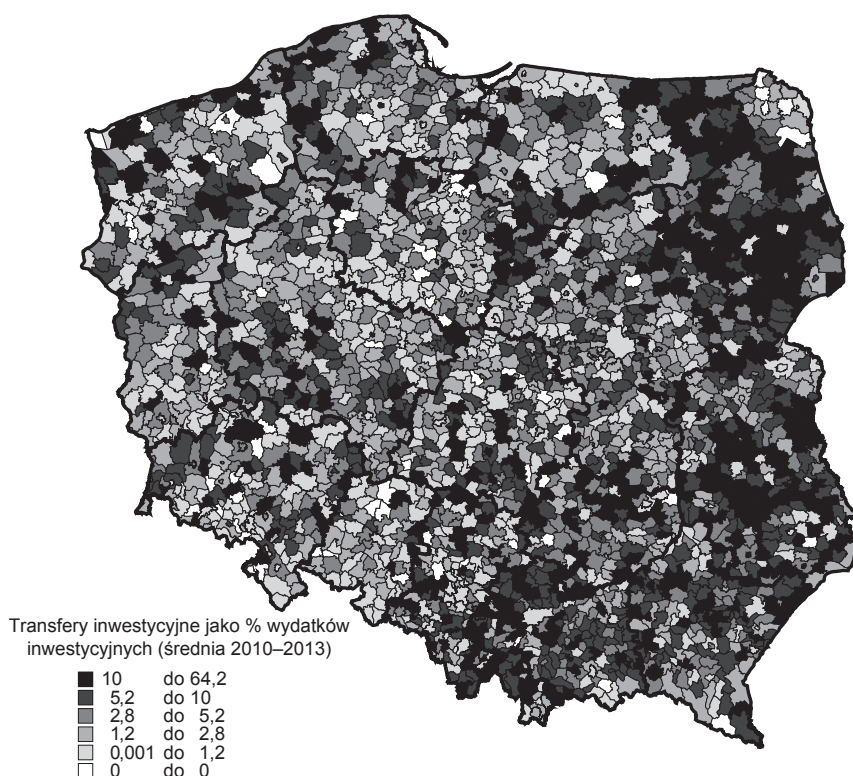 Transfery inwestycyjne jako % wydatków
inwestycyjnych (średnia 2010–2013)
10 do 64,2
5,2 do 10
2,8 do 5,2
1,2 do 2,8
0,001 do 1,2
0 do 0